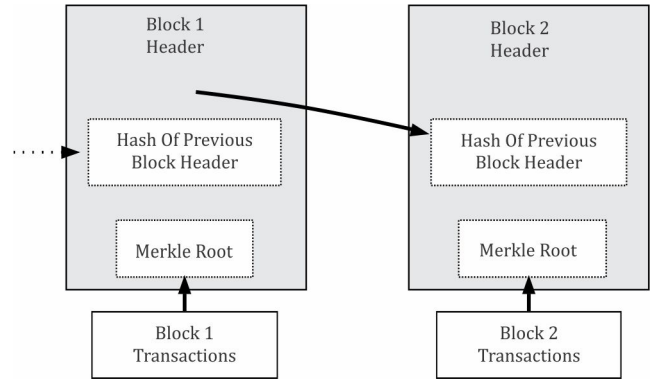 Block 1
Header
Hash Of Previous
Block Header
Merkle Root
Block 1
Transactions
Block 2
Header
Hash Of Previous
Block Header
Merkle Root
Block 2
Transactions